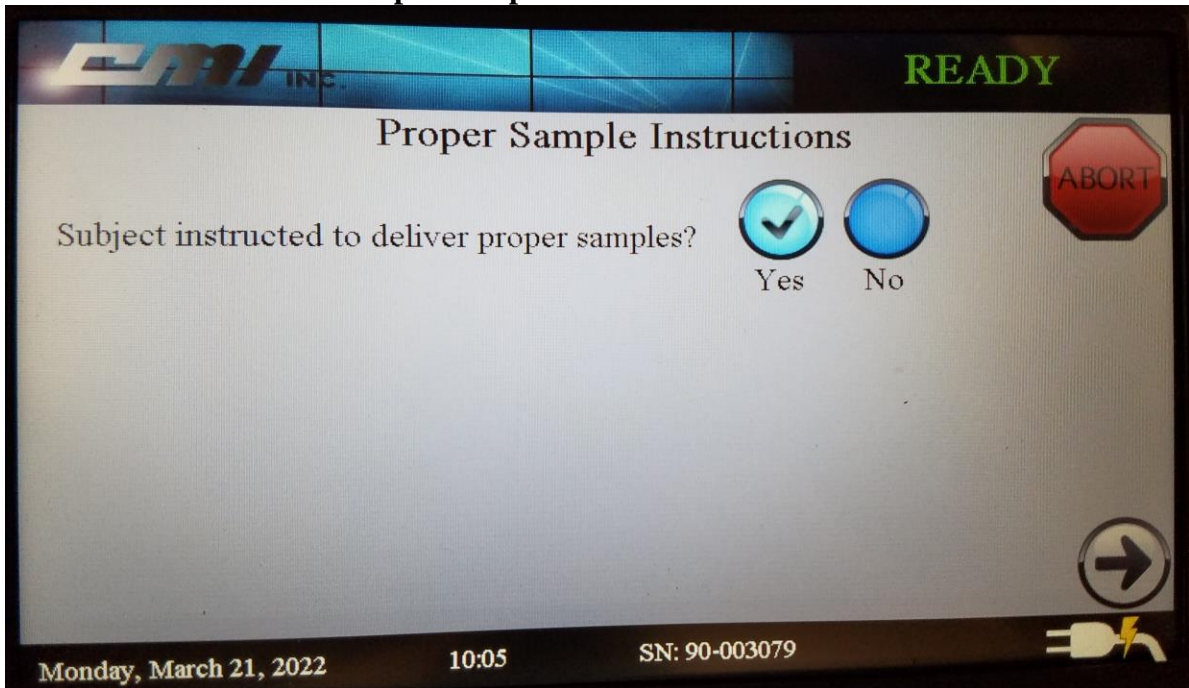 CMI INC.
READY
Proper Sample Instructions
ABORT
Subject instructed to deliver proper samples?
Yes No
Monday, March 21, 2022 10:05 SN: 90-003079